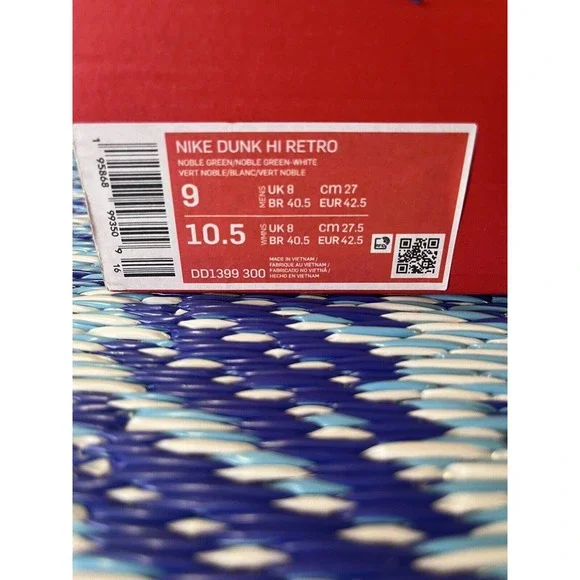 1 95868 99350 9 16
NIKE DUNK HI RETRO
NOBLE GREEN/NOBLE GREEN-WHITE
VERT NOBLE/BLANC/VERT NOBLE
9 MENS UK 8 cm 27
BR 40.5 EUR 42.5
10.5 WMNS UK 8 cm 27.5
BR 40.5 EUR 42.5
DD1399 300
MADE IN VIETNAM /
FABRIQUE AU VIETNAM /
FABRICADO NO VIETNÃ /
HECHO EN VIETNAM